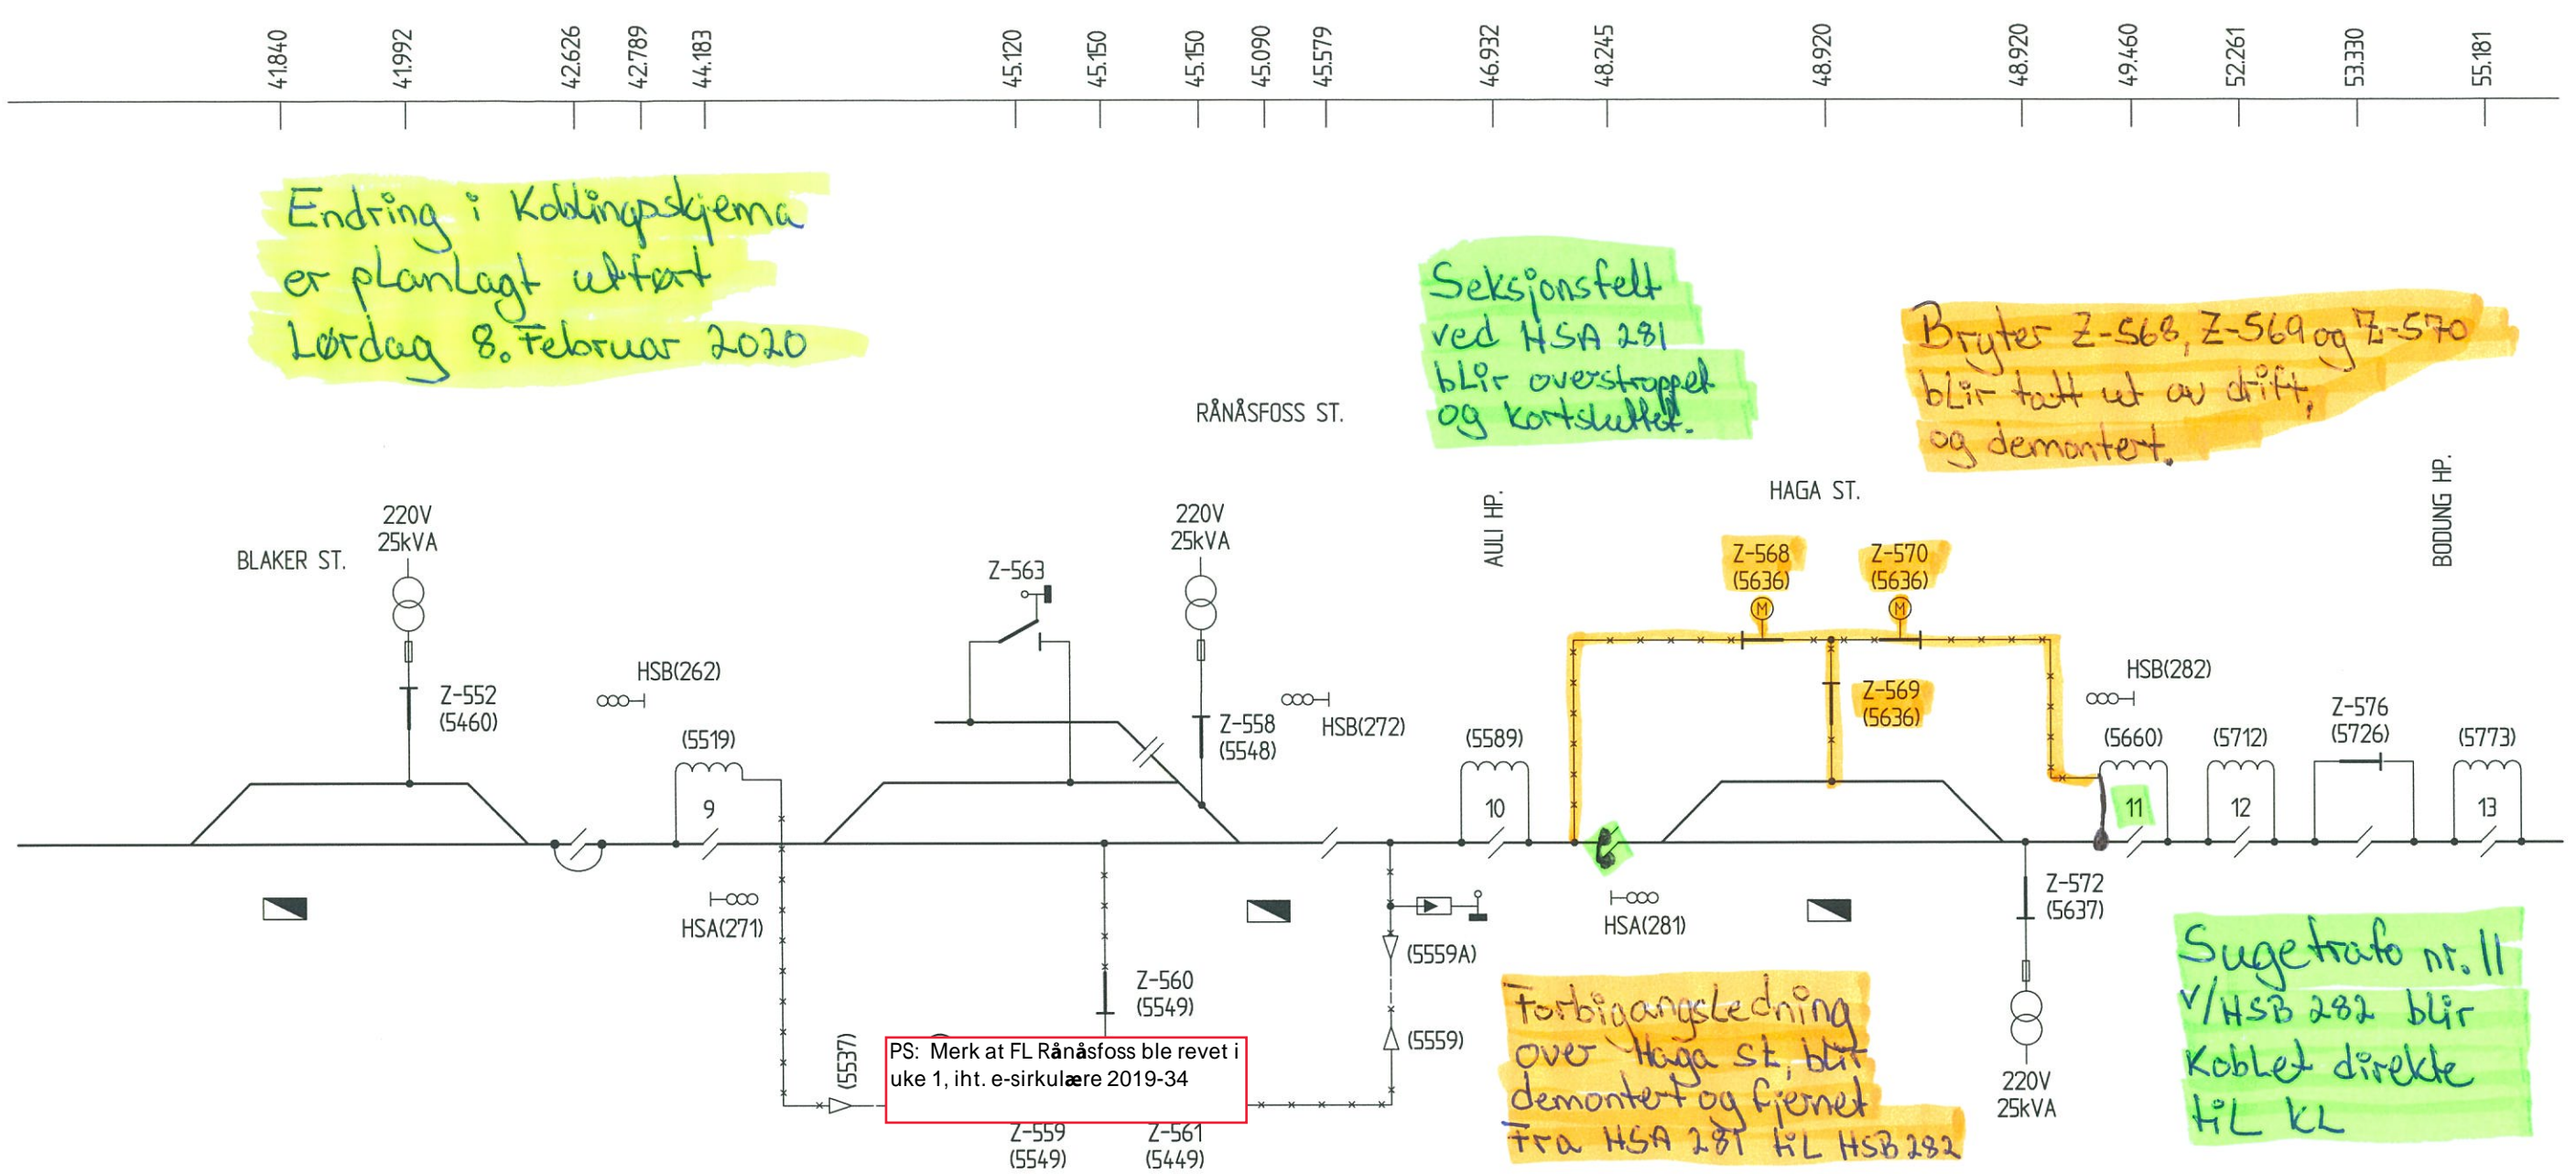 41.840
41.992
42.626
42.789
44.183
45.120
45.150
45.150
45.090
45.579
46.932
48.245
48.920
48.920
49.460
52.261
53.330
55.181
Endring i Koblingsskjema
er planlagt utført
Lørdag 8. Februar 2020
Seksjonsfelt
ved HSA 281
blir overstroppet
og kortsluttet.
Bryter Z-568, Z-569 og Z-570
blir tatt ut av drift,
og demontert.
RÅNÅSFOSS ST.
HAGA ST.
AULI HP.
BODUNG HP.
BLAKER ST.
220V
25kVA
220V
25kVA
Z-563
Z-568
(5636)
Z-570
(5636)
M
M
HSB(262)
Z-552
(5460)
Z-558
(5548)
HSB(272)
Z-569
(5636)
HSB(282)
Z-576
(5726)
(5519)
(5589)
(5660)
(5712)
(5773)
9
10
11
12
13
HSA(271)
HSA(281)
Z-572
(5637)
(5559A)
Z-560
(5549)
(5559)
(5537)
PS: Merk at FL Rånåsfoss ble revet i
uke 1, iht. e-sirkulære 2019-34
Z-559
(5549)
Z-561
(5449)
Forbigangsledning
over Haga st, blir
demontert og fjernet
Fra HSA 281 til HSB 282
220V
25kVA
Sugetrafo nr. 11
v/HSB 282 blir
Koblet direkte
til KL